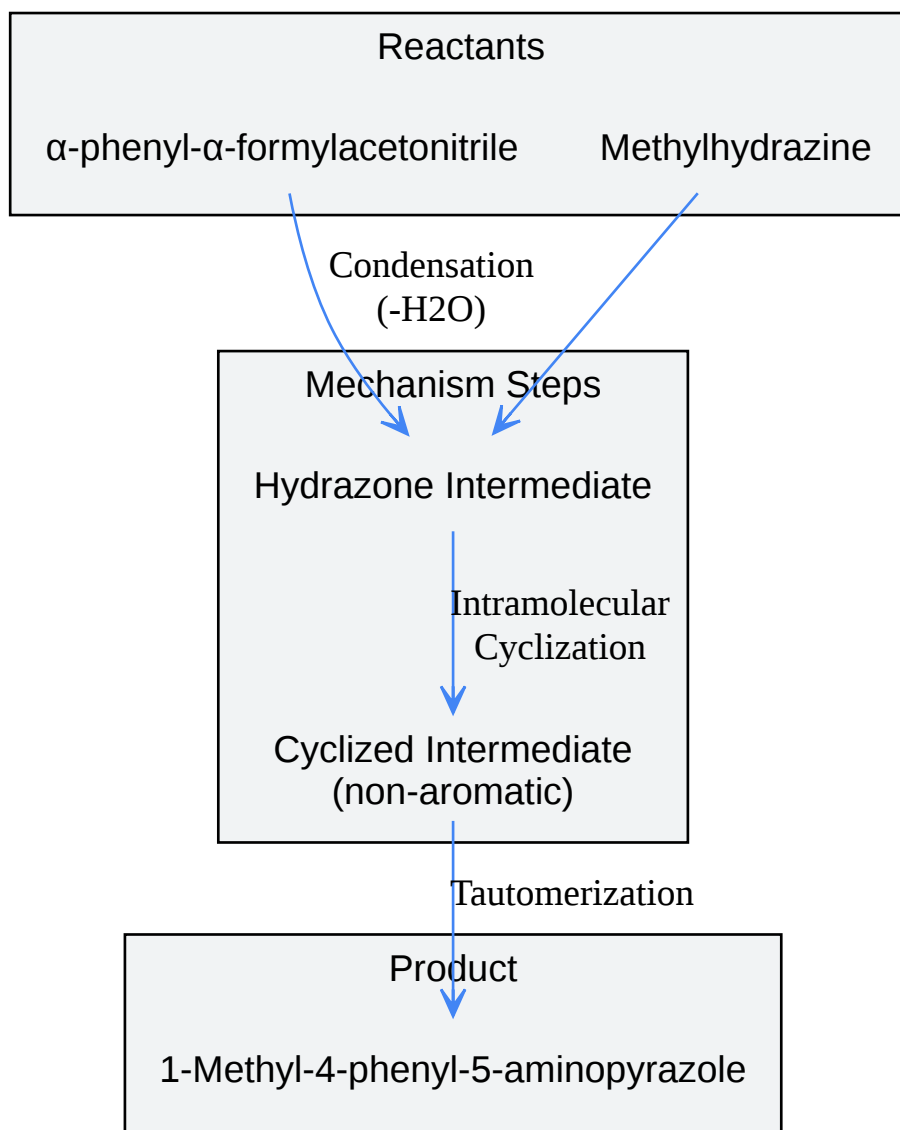 Reactants
α-phenyl-α-formylacetonitrile
Methylhydrazine
Condensation
(-H2O)
Mechanism Steps
Hydrazone Intermediate
Intramolecular
Cyclization
Cyclized Intermediate
(non-aromatic)
Tautomerization
Product
1-Methyl-4-phenyl-5-aminopyrazole